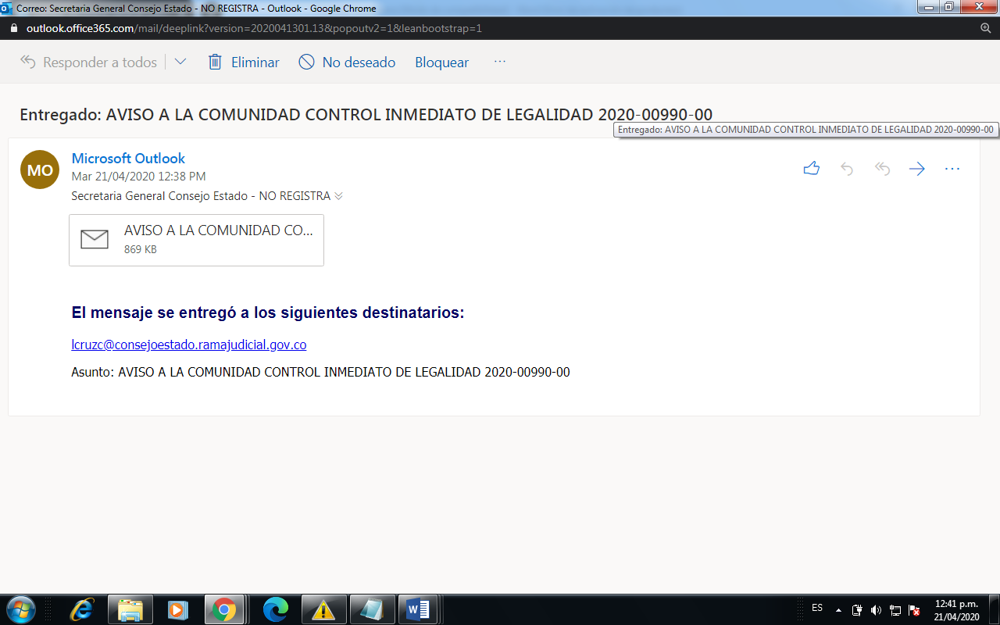 Correo: Secretaria General Consejo Estado - NO REGISTRA - Outlook - Google Chrome
outlook.office365.com/mail/deeplink?version=2020041301.13&popoutv2=1&leanbootstrap=1
Responder a todos Eliminar No deseado Bloquear ...
Entregado: AVISO A LA COMUNIDAD CONTROL INMEDIATO DE LEGALIDAD 2020-00990-00
Entregado: AVISO A LA COMUNIDAD CONTROL INMEDIATO DE LEGALIDAD 2020-00990-00
MO
Microsoft Outlook
Mar 21/04/2020 12:38 PM
Secretaria General Consejo Estado - NO REGISTRA
AVISO A LA COMUNIDAD CO...
869 KB
El mensaje se entregó a los siguientes destinatarios:
lcruzc@consejoestado.ramajudicial.gov.co
Asunto: AVISO A LA COMUNIDAD CONTROL INMEDIATO DE LEGALIDAD 2020-00990-00
ES
12:41 p.m.
21/04/2020